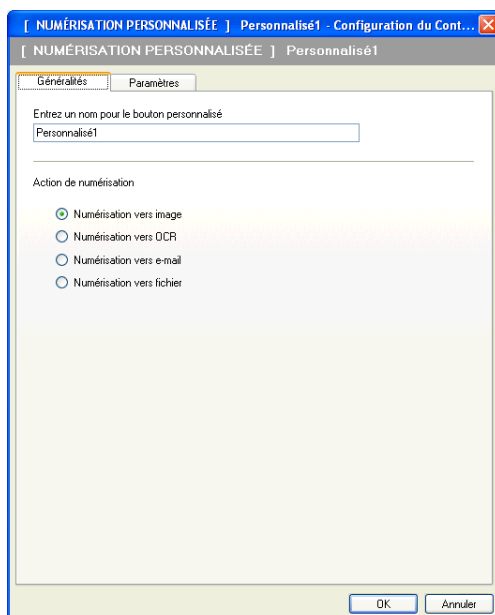 [ NUMÉRISATION PERSONNALISÉE ] Personnalisé1 - Configuration du Cont...
[ NUMÉRISATION PERSONNALISÉE ] Personnalisé1
Généralités Paramètres
Entrez un nom pour le bouton personnalisé
Personnalisé1
Action de numérisation
Numérisation vers image
Numérisation vers OCR
Numérisation vers e-mail
Numérisation vers fichier
OK Annuler